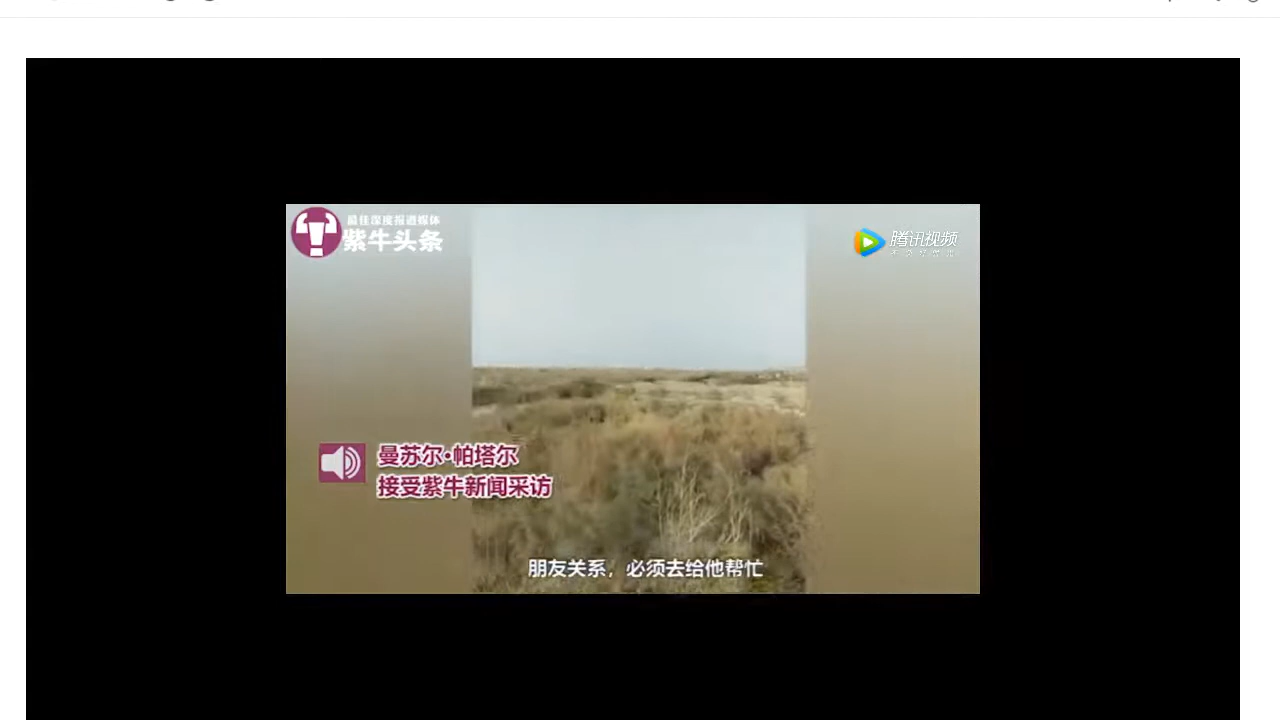 最佳深度报道媒体
紫牛头条
腾讯视频
曼苏尔·帕塔尔
接受紫牛新闻采访
朋友关系，必须去给他帮忙